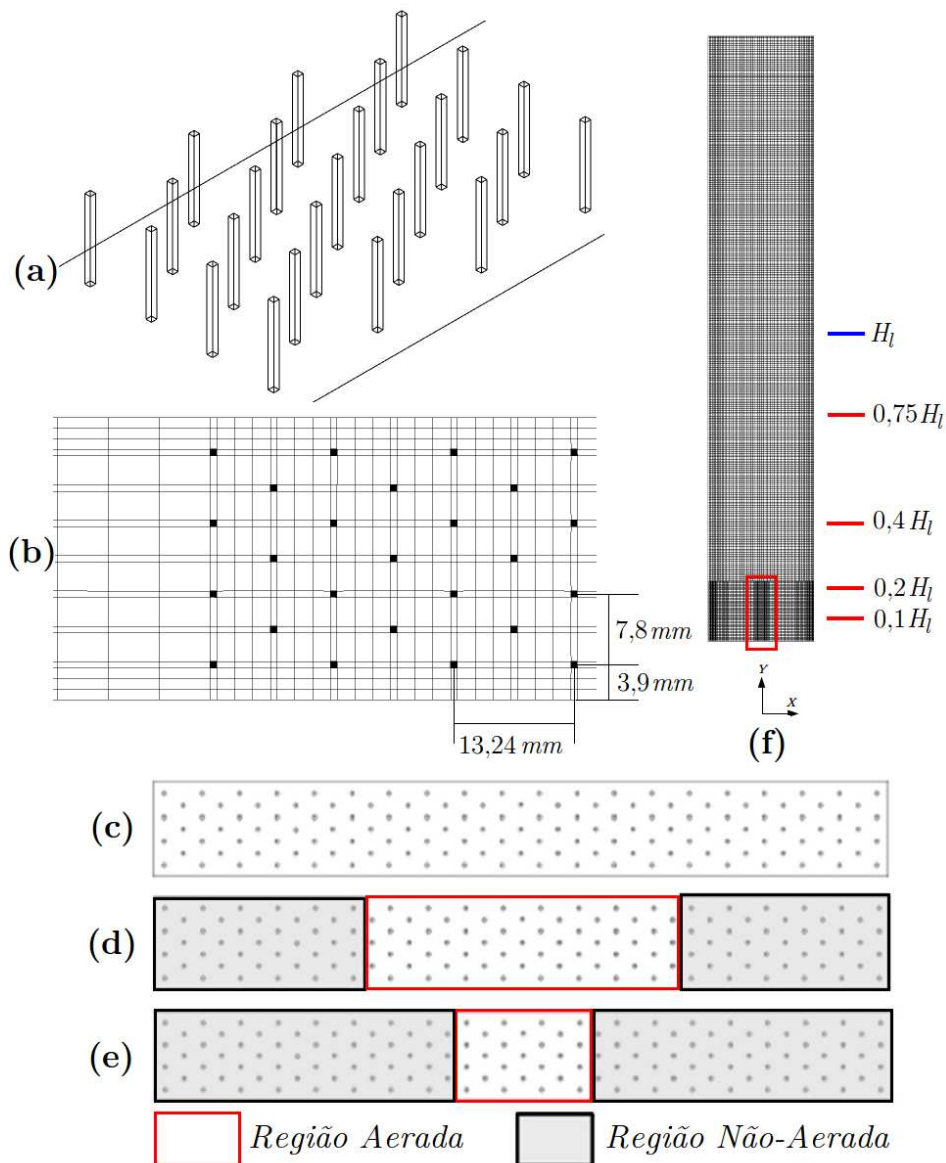 (a)
H_l
0,75 H_l
(b)
0,4 H_l
7,8 mm
0,2 H_l
0,1 H_l
3,9 mm
13,24 mm
Y
X
(f)
(c)
(d)
(e)
Região Aerada
Região Não-Aerada